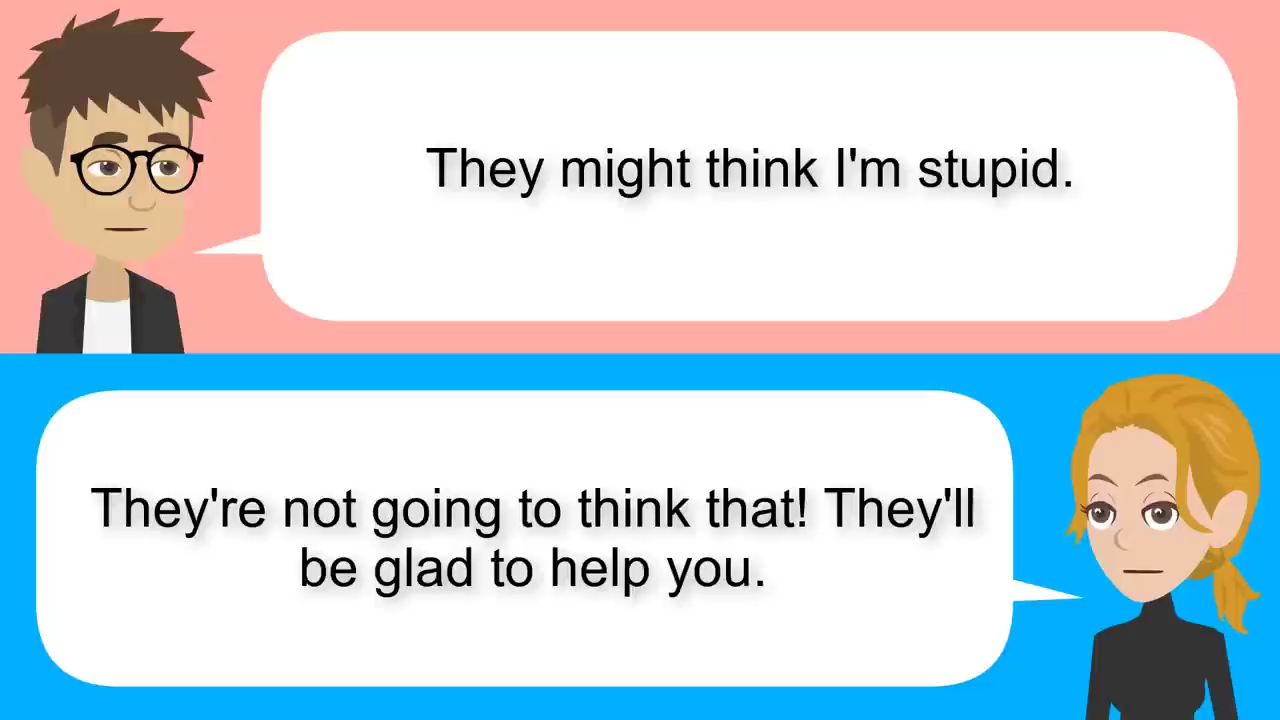 They might think I'm stupid.
They're not going to think that! They'll
be glad to help you.